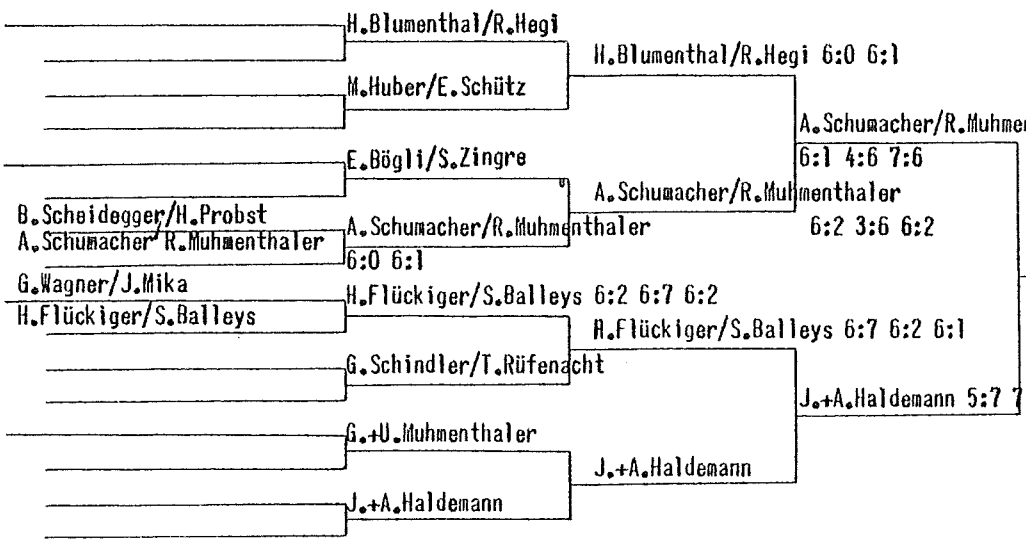 H.Blumenthal/R.Hegi
H.Blumenthal/R.Hegi 6:0 6:1
M.Huber/E.Schütz
A.Schumacher/R.Muhmen
6:1 4:6 7:6
E.Bögli/S.Zingre
A.Schumacher/R.Muhmenthaler
6:2 3:6 6:2
B.Scheidegger/H.Probst
A.Schumacher/R.Muhmenthaler
A.Schumacher/R.Muhmenthaler
6:0 6:1
G.Wagner/J.Mika
H.Flückiger/S.Balleys 6:2 6:7 6:2
H.Flückiger/S.Balleys
H.Flückiger/S.Balleys 6:7 6:2 6:1
G.Schindler/T.Rüfenacht
J.+A.Haldemann 5:7 7
G.+U.Muhmenthaler
J.+A.Haldemann
J.+A.Haldemann